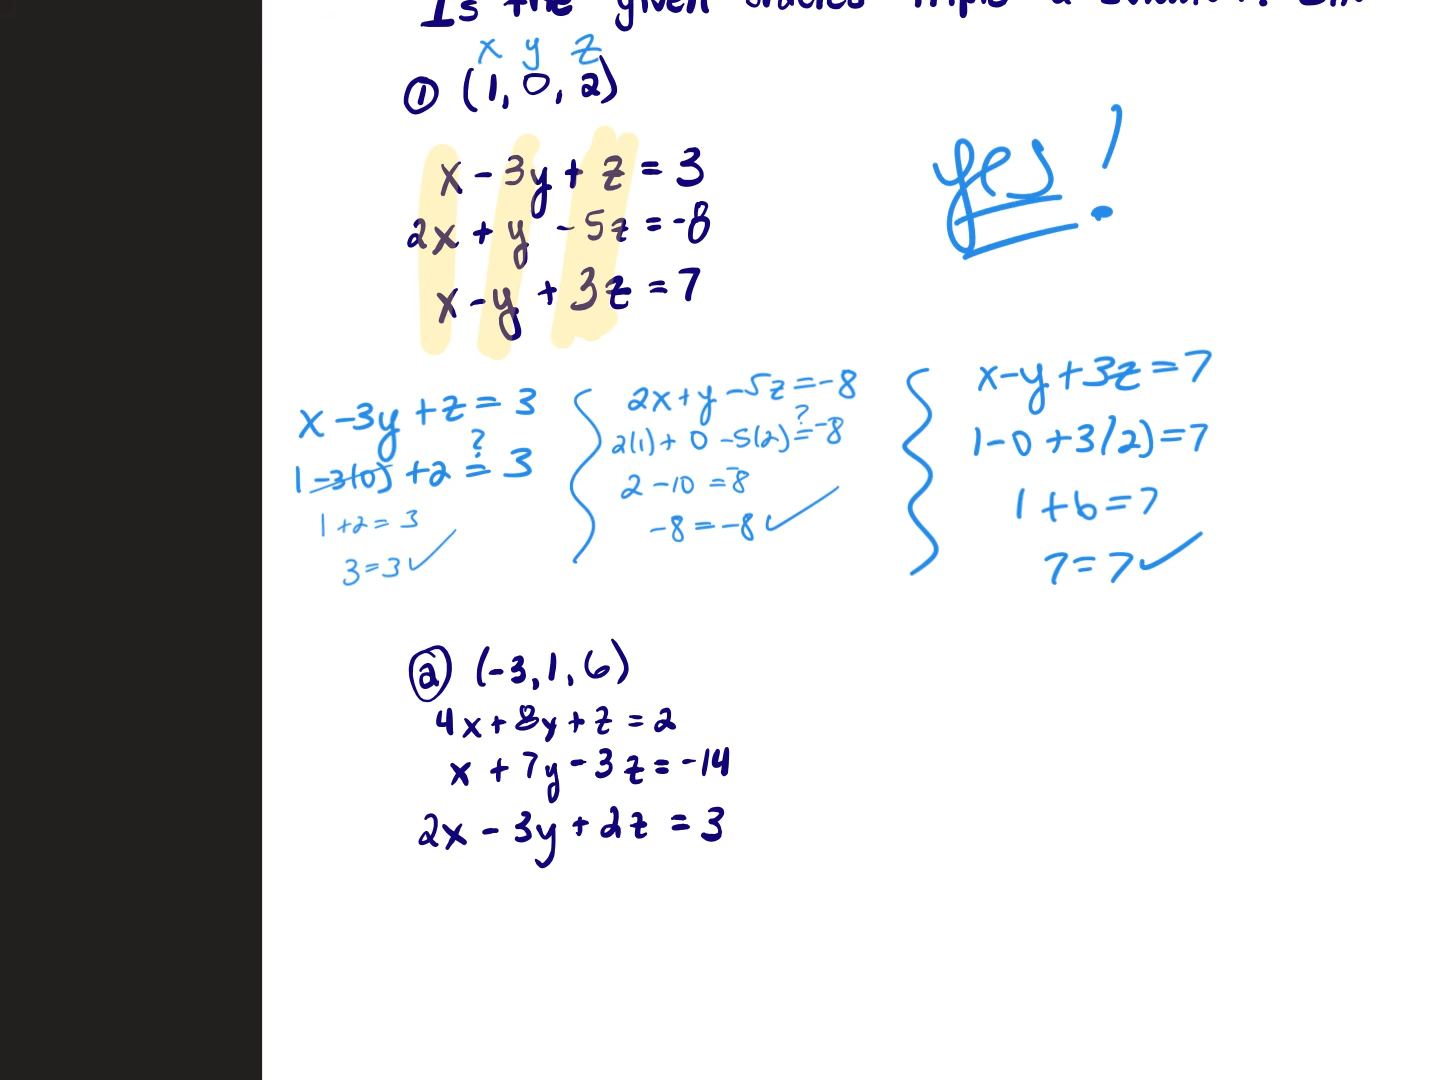 Is the given
x y z
① (1, 0, 2)
x - 3y + z = 3
2x + y - 5z = -8
x - y + 3z = 7
yes!
x - 3y + z = 3
1 - 3(0) + 2 ≟ 3
1 + 2 = 3
3 = 3 ✓
2x + y - 5z = -8
2(1) + 0 - 5(2) ≟ -8
2 - 10 = -8
-8 = -8 ✓
x - y + 3z = 7
1 - 0 + 3(2) = 7
1 + 6 = 7
7 = 7 ✓
② (-3, 1, 6)
4x + 8y + z = 2
x + 7y - 3z = -14
2x - 3y + 2z = 3